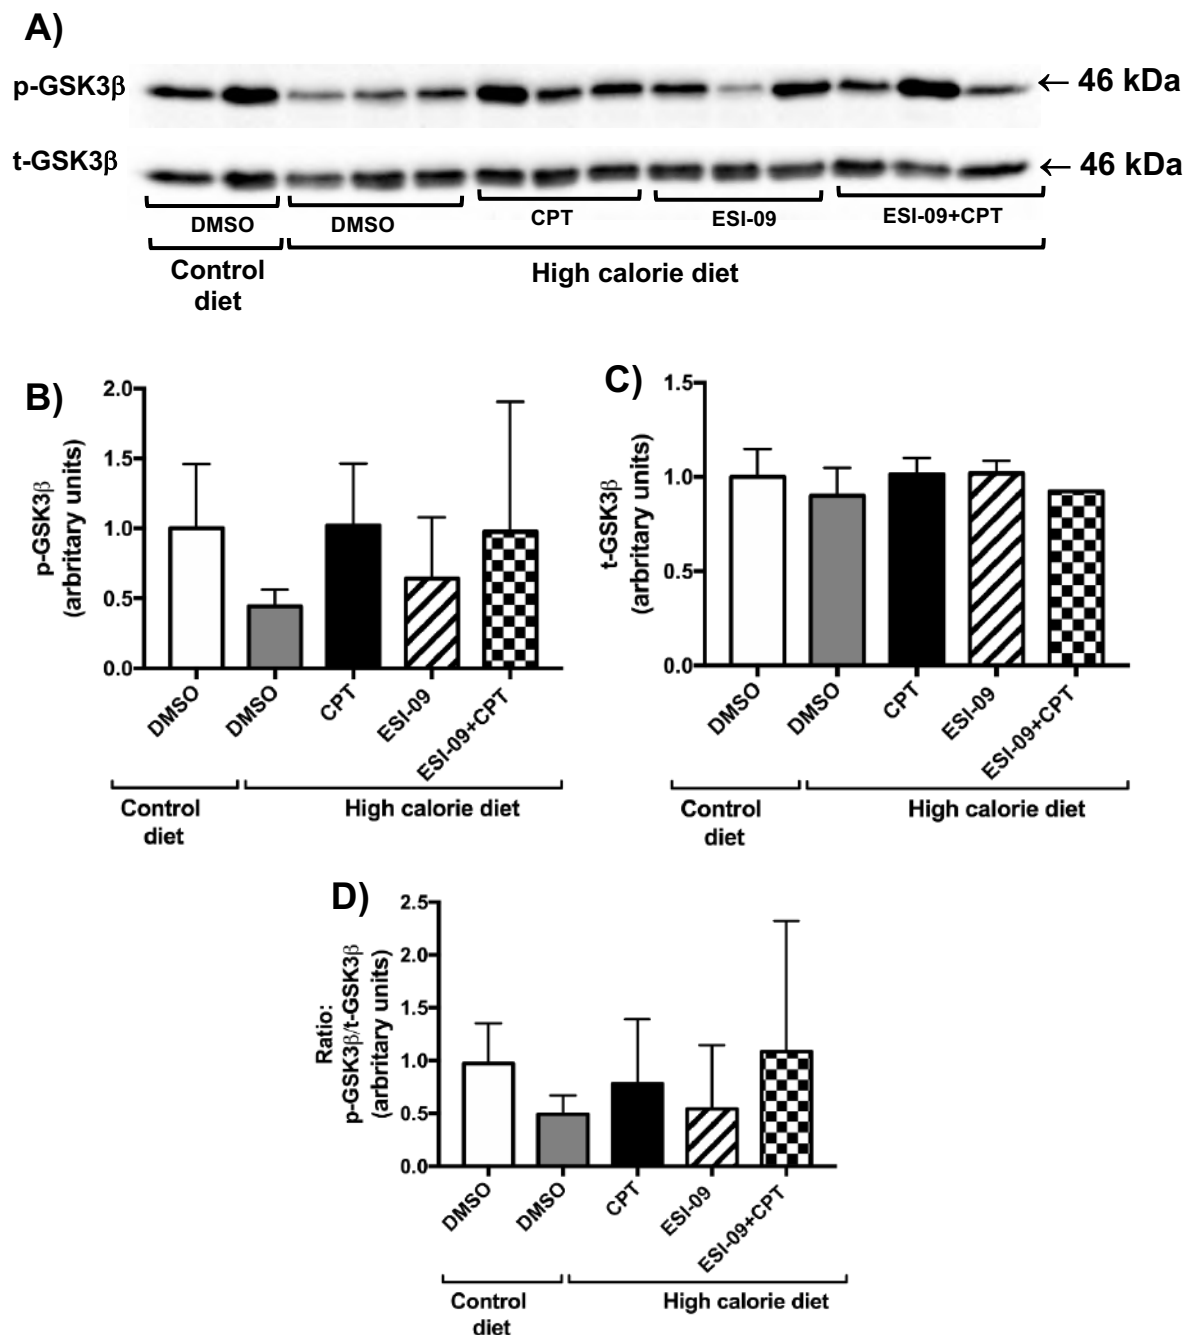 A)
p-GSK3β
← 46 kDa
t-GSK3β
← 46 kDa
DMSO
DMSO
CPT
ESI-09
ESI-09+CPT
Control
diet
High calorie diet
B)
p-GSK3β
(arbritary units)
2.0
1.5
1.0
0.5
0.0
DMSO
DMSO
CPT
ESI-09
ESI-09+CPT
Control
diet
High calorie diet
C)
t-GSK3β
(arbritary units)
1.5
1.0
0.5
0.0
DMSO
DMSO
CPT
ESI-09
ESI-09+CPT
Control
diet
High calorie diet
D)
Ratio:
p-GSK3β/t-GSK3β
(arbritary units)
2.5
2.0
1.5
1.0
0.5
0.0
DMSO
DMSO
CPT
ESI-09
ESI-09+CPT
Control
diet
High calorie diet